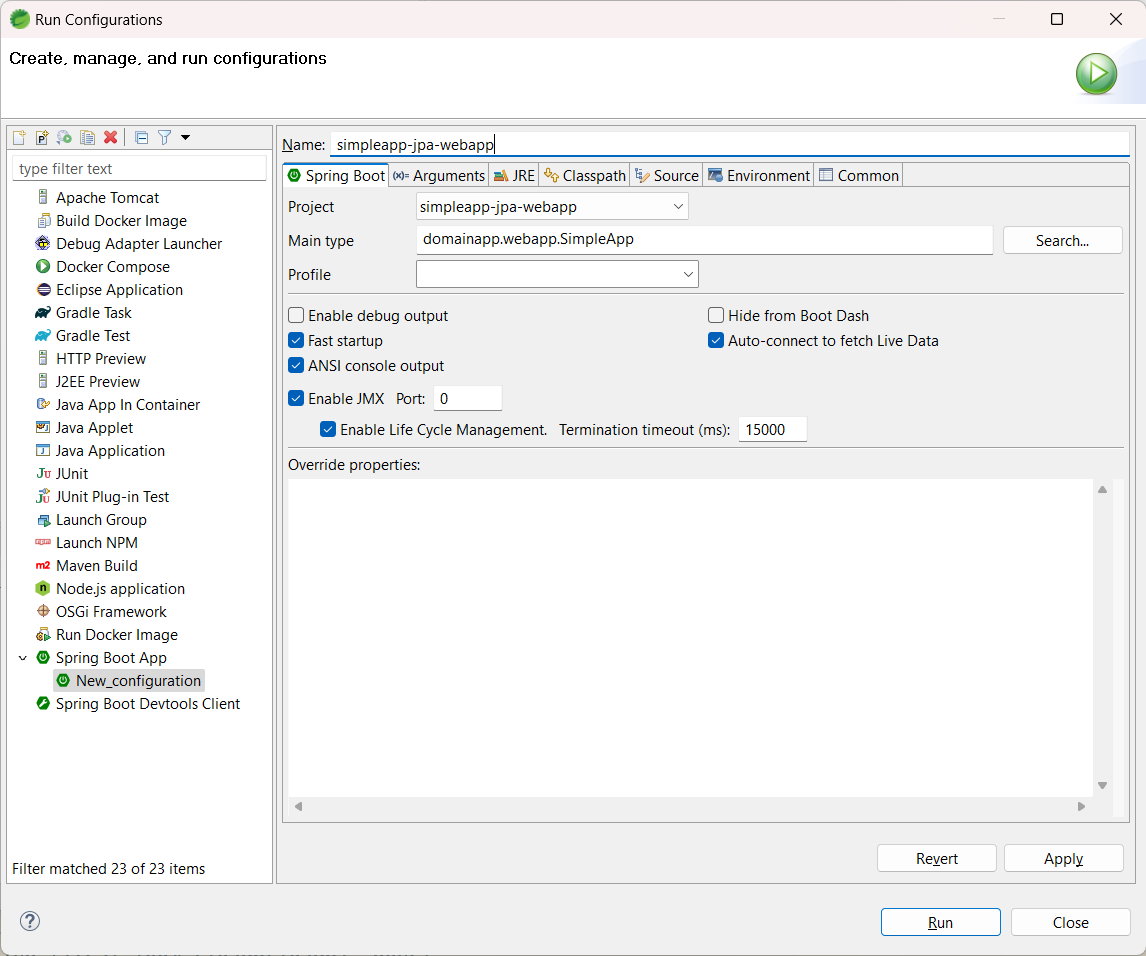 Run Configurations
Create, manage, and run configurations
type filter text
Apache Tomcat
Build Docker Image
Debug Adapter Launcher
Docker Compose
Eclipse Application
Gradle Task
Gradle Test
HTTP Preview
J2EE Preview
Java App In Container
Java Applet
Java Application
JUnit
JUnit Plug-in Test
Launch Group
Launch NPM
Maven Build
Node.js application
OSGi Framework
Run Docker Image
Spring Boot App
New_configuration
Spring Boot Devtools Client
Filter matched 23 of 23 items
Name: simpleapp-jpa-webapp
Spring Boot Arguments JRE Classpath Source Environment Common
Project simpleapp-jpa-webapp
Main type domainapp.webapp.SimpleApp Search...
Profile
Enable debug output Hide from Boot Dash
Fast startup Auto-connect to fetch Live Data
ANSI console output
Enable JMX Port: 0
Enable Life Cycle Management. Termination timeout (ms): 15000
Override properties:
Revert Apply
Run Close